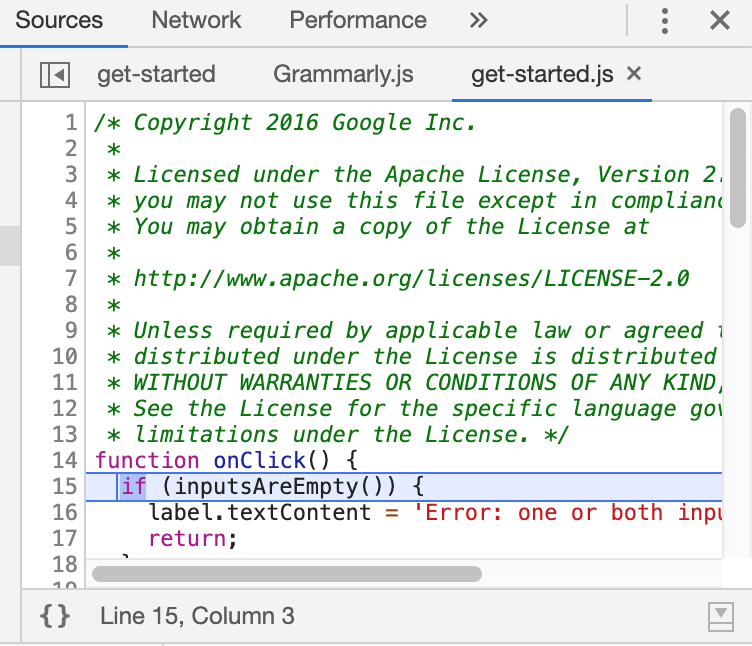 Sources Network Performance »
get-started Grammarly.js get-started.js ×
1 /* Copyright 2016 Google Inc.
2 *
3 * Licensed under the Apache License, Version 2.
4 * you may not use this file except in complianc
5 * You may obtain a copy of the License at
6 *
7 * http://www.apache.org/licenses/LICENSE-2.0
8 *
9 * Unless required by applicable law or agreed t
10 * distributed under the License is distributed
11 * WITHOUT WARRANTIES OR CONDITIONS OF ANY KIND,
12 * See the License for the specific language gov
13 * limitations under the License. */
14 function onClick() {
15 if (inputsAreEmpty()) {
16 label.textContent = 'Error: one or both inpu
17 return;
18
{} Line 15, Column 3